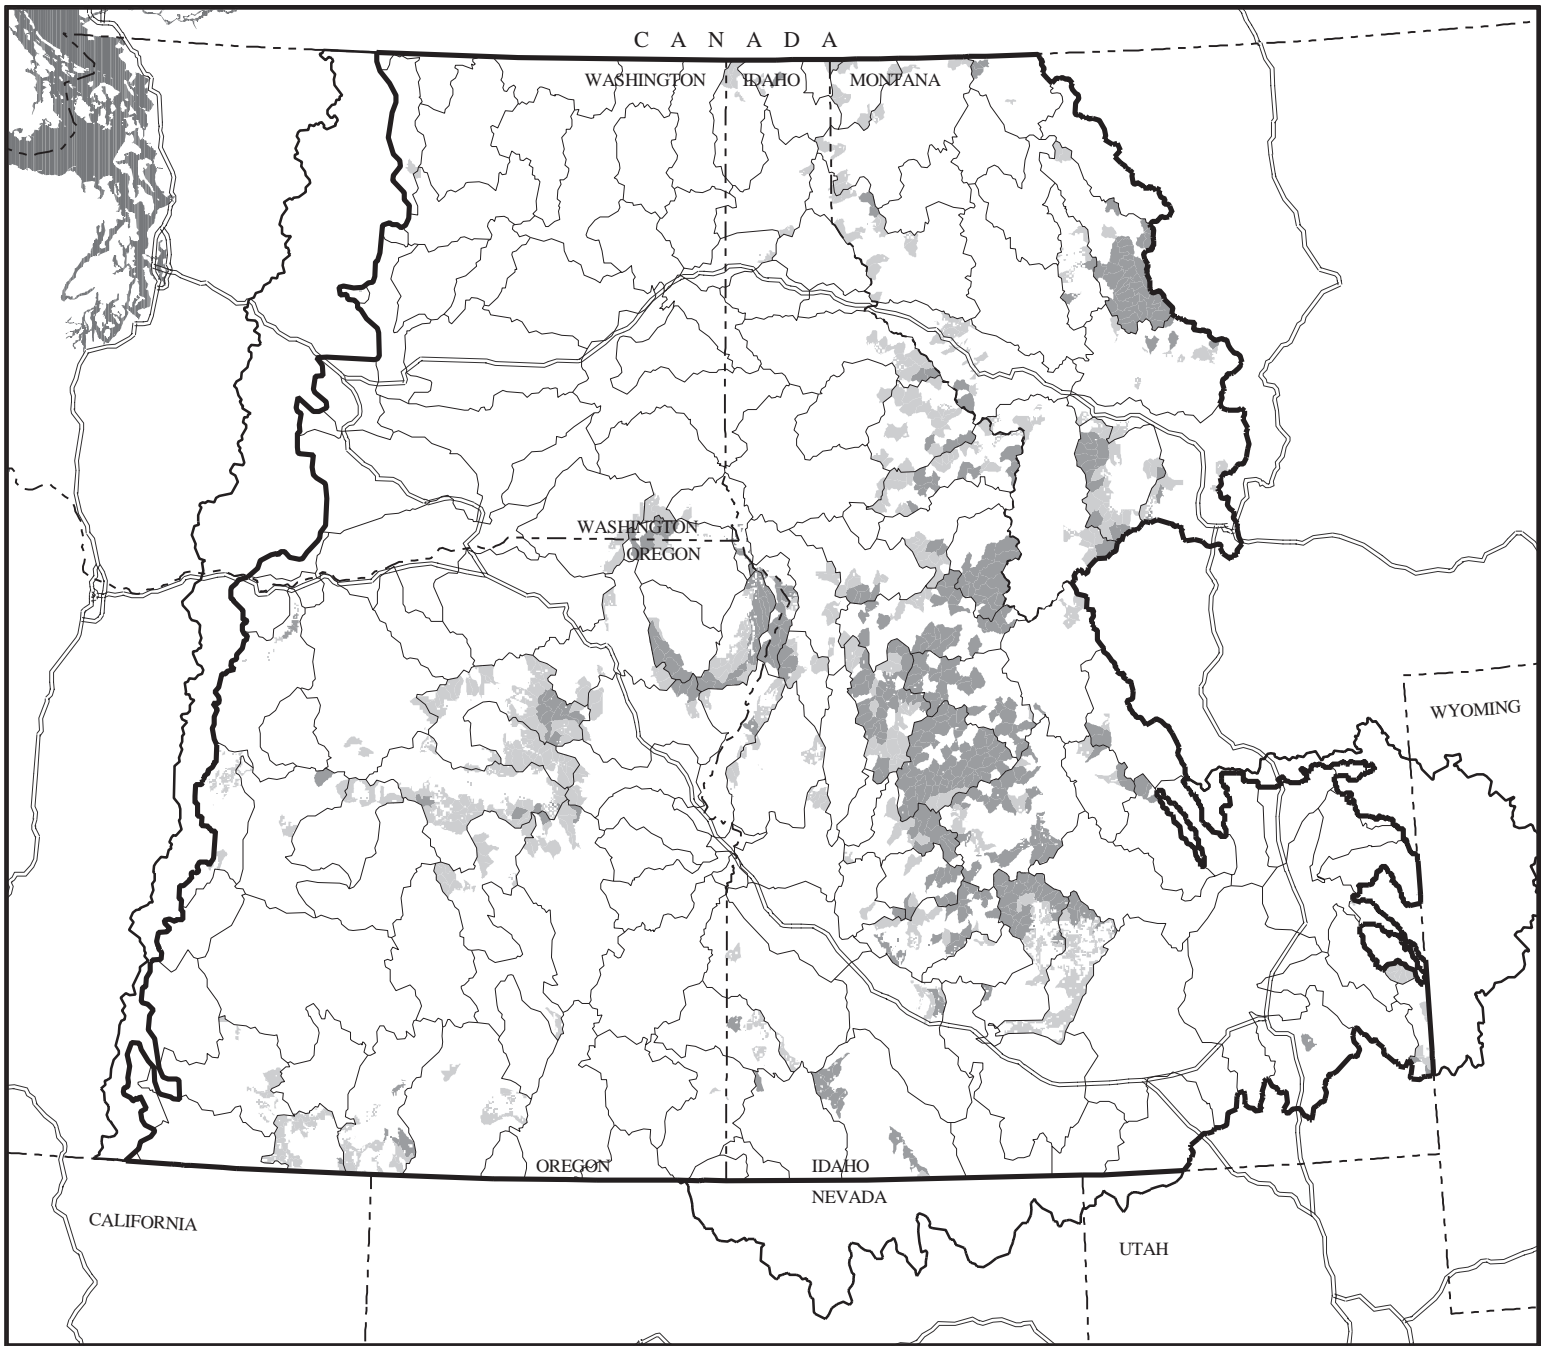 C A N A D A
WASHINGTON
IDAHO
MONTANA
WASHINGTON
OREGON
WYOMING
OREGON
IDAHO
NEVADA
CALIFORNIA
UTAH